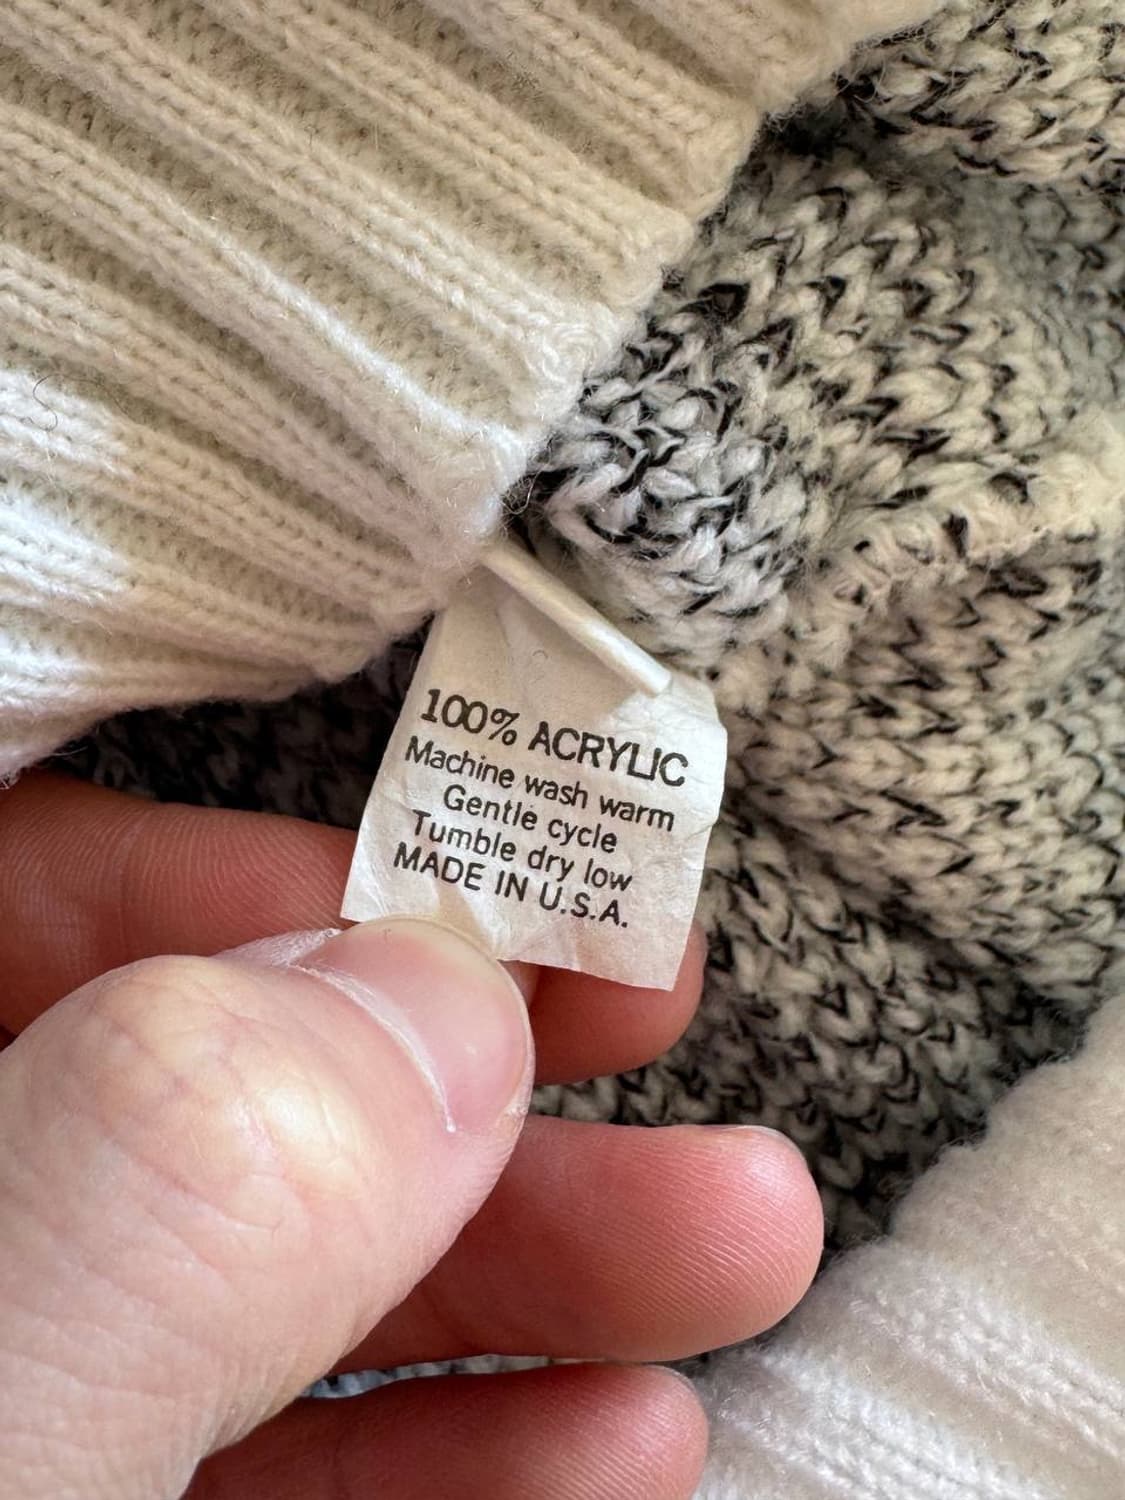 100% ACRYLIC
Machine wash warm
Gentle cycle
Tumble dry low
MADE IN U.S.A.